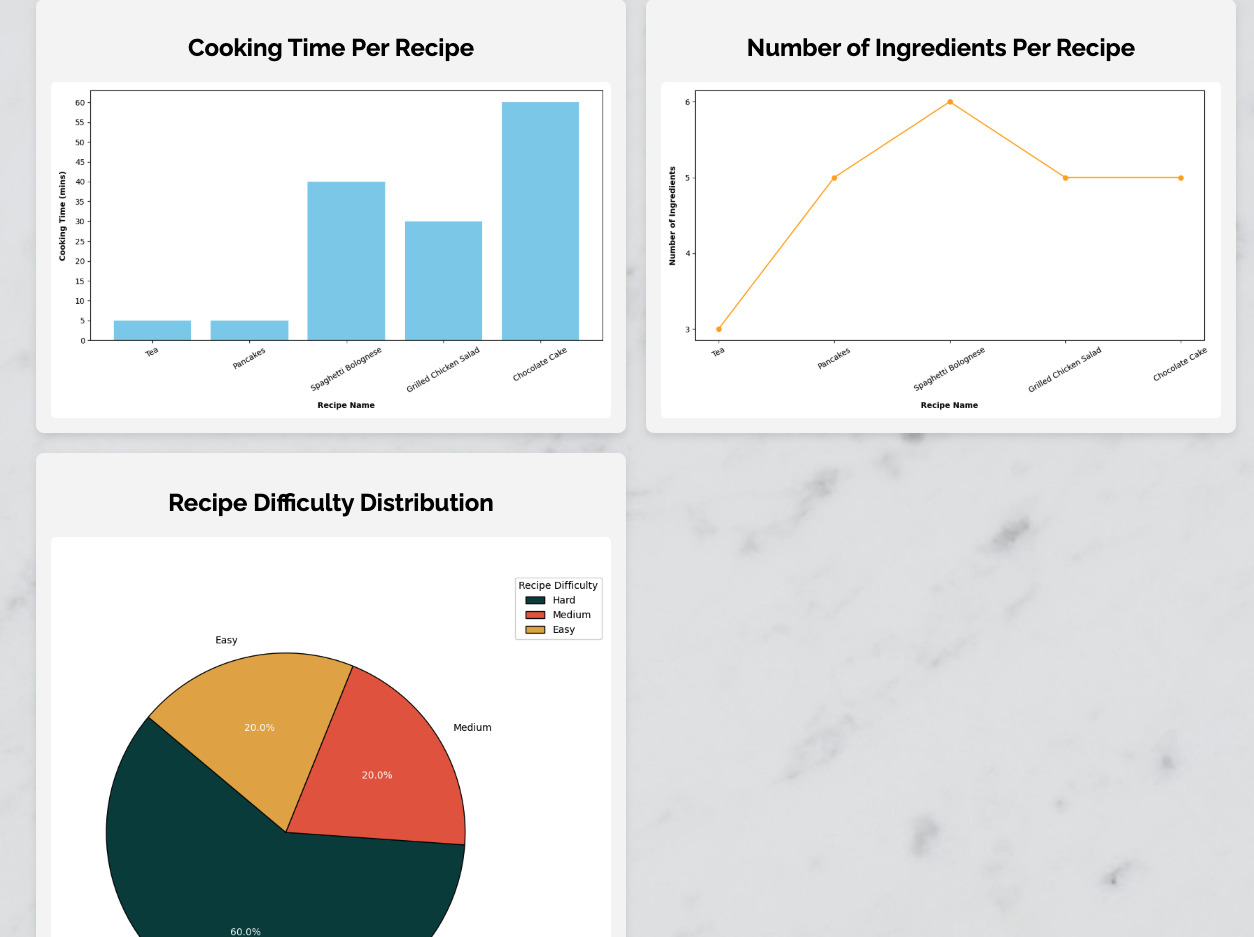 Cooking Time Per Recipe
60
55
50
45
40
35
30
25
20
15
10
5
0
Cooking Time (mins)
Tea
Pancakes
Spaghetti Bolognese
Grilled Chicken Salad
Chocolate Cake
Recipe Name
Number of Ingredients Per Recipe
6
5
4
3
Number of Ingredients
Tea
Pancakes
Spaghetti Bolognese
Grilled Chicken Salad
Chocolate Cake
Recipe Name
Recipe Difficulty Distribution
Recipe Difficulty
Hard
Medium
Easy
Easy
Medium
20.0%
20.0%
60.0%